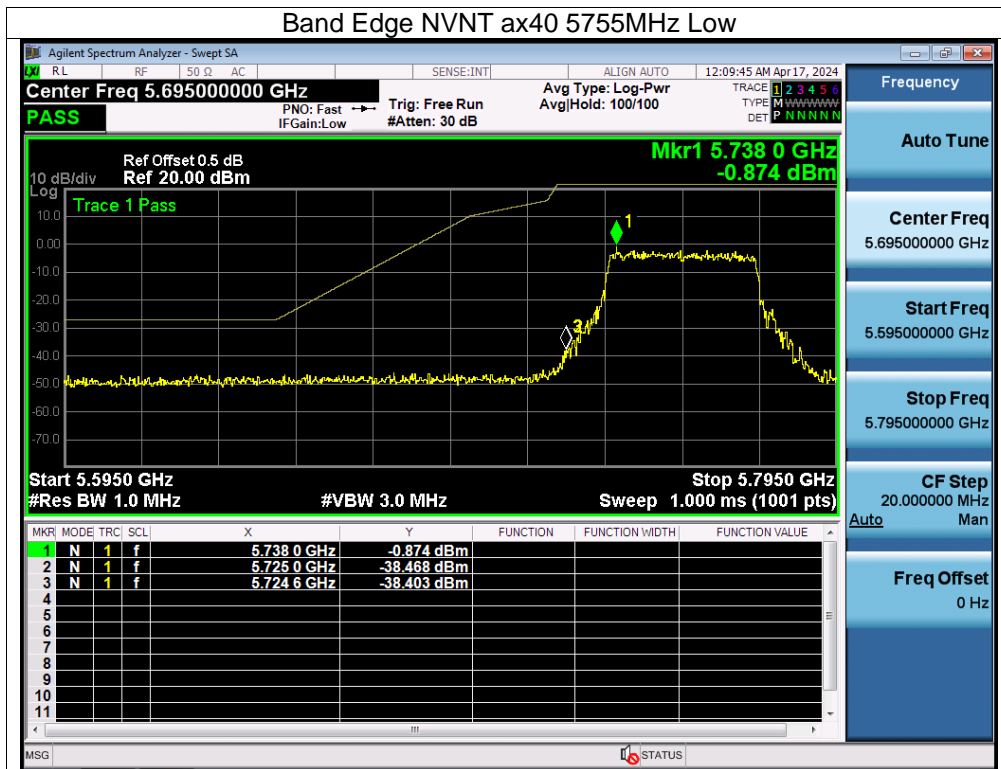 Band Edge NVNT ax40 5755MHz Low
Agilent Spectrum Analyzer - Swept SA
LXI RL RF 50 Ω AC SENSE:INT ALIGN AUTO 12:09:45 AM Apr 17, 2024
Center Freq 5.695000000 GHz
PASS
PNO: Fast
IFGain:Low
Trig: Free Run
#Atten: 30 dB
Avg Type: Log-Pwr
Avg|Hold: 100/100
TRACE 1 2 3 4 5 6
TYPE M WWWWW
DET P N N N N N
Ref Offset 0.5 dB
10 dB/div Ref 20.00 dBm
Log
Mkr1 5.738 0 GHz
-0.874 dBm
Trace 1 Pass
10.0
0.00
-10.0
-20.0
-30.0
-40.0
-50.0
-60.0
-70.0
1
3
Start 5.5950 GHz Stop 5.7950 GHz
#Res BW 1.0 MHz #VBW 3.0 MHz Sweep 1.000 ms (1001 pts)
MKR MODE TRC SCL X Y FUNCTION FUNCTION WIDTH FUNCTION VALUE
1 N 1 f 5.738 0 GHz -0.874 dBm
2 N 1 f 5.725 0 GHz -38.468 dBm
3 N 1 f 5.724 6 GHz -38.403 dBm
4
5
6
7
8
9
10
11
MSG STATUS
Frequency
Auto Tune
Center Freq
5.695000000 GHz
Start Freq
5.595000000 GHz
Stop Freq
5.795000000 GHz
CF Step
20.000000 MHz
Auto Man
Freq Offset
0 Hz